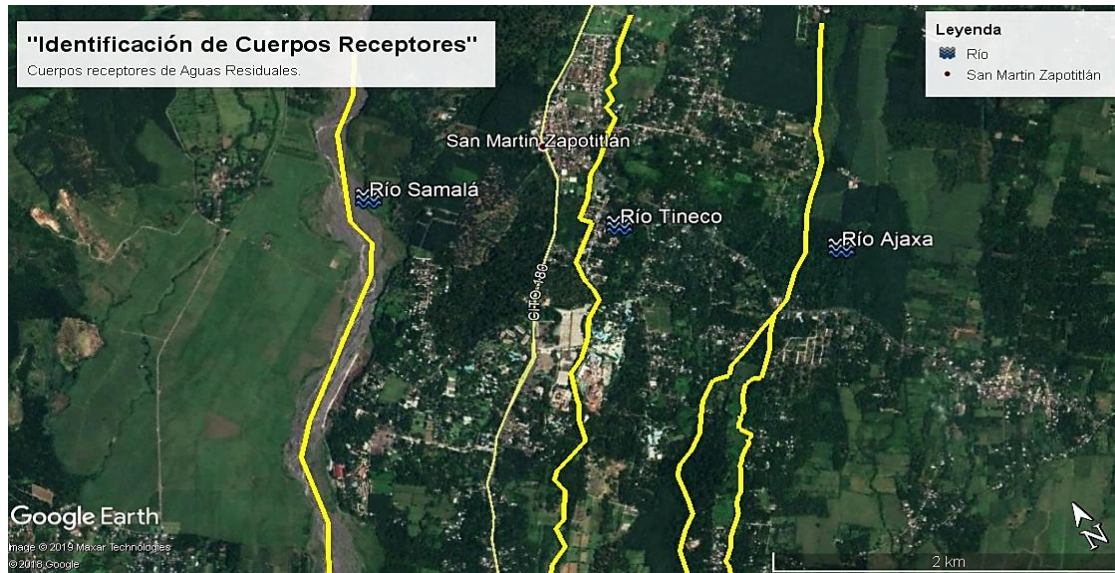 "Identificación de Cuerpos Receptores"
Cuerpos receptores de Aguas Residuales.
Leyenda
Río
San Martin Zapotitlán
San Martin Zapotitlán
Río Samalá
Río Tineco
Río Ajaxa
CITO 180
Google Earth
Image © 2019 Maxar Technologies
© 2018 Google
N
2 km